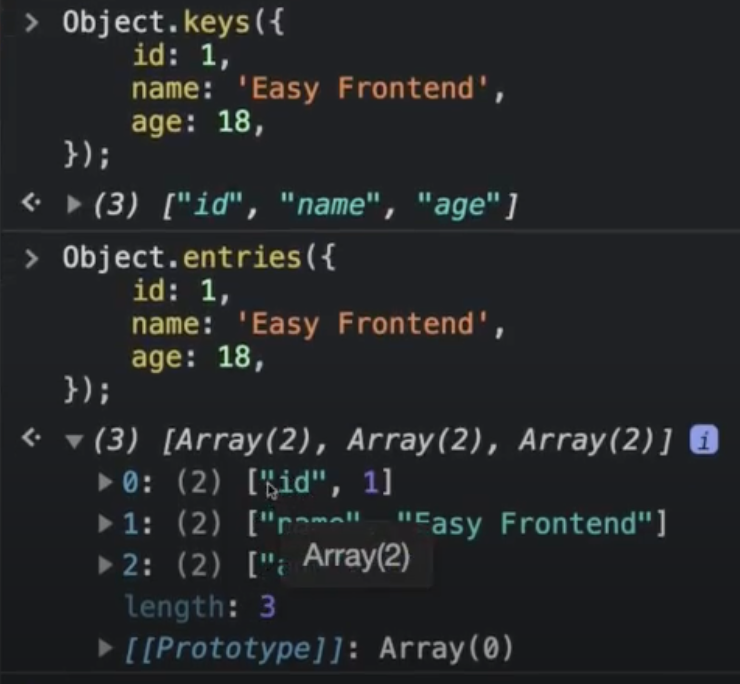 > Object.keys({
id: 1,
name: 'Easy Frontend',
age: 18,
});
(3) ["id", "name", "age"]
> Object.entries({
id: 1,
name: 'Easy Frontend',
age: 18,
});
(3) [Array(2), Array(2), Array(2)] i
0: (2) ["id", 1]
1: (2) ["name", "Easy Frontend"]
2: (2) ["a
Array(2)
length: 3
[[Prototype]]: Array(0)